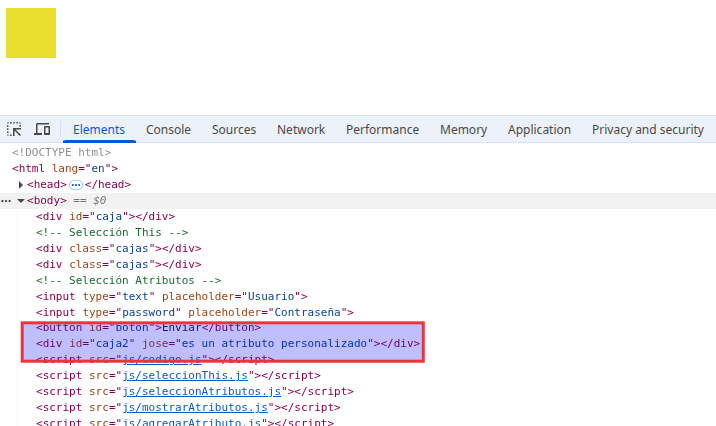 Elements Console Sources Network Performance Memory Application Privacy and security
<!DOCTYPE html>
<html lang="en">
<head> ••• </head>
••• <body> == $0
<div id="caja"></div>
<!-- Selección This -->
<div class="cajas"></div>
<div class="cajas"></div>
<!-- Selección Atributos -->
<input type="text" placeholder="Usuario">
<input type="password" placeholder="Contraseña">
<button id="boton">Enviar</button>
<div id="caja2" jose="es un atributo personalizado"></div>
<script src="js/codigo.js"></script>
<script src="js/seleccionThis.js"></script>
<script src="js/seleccionAtributos.js"></script>
<script src="js/mostrarAtributos.js"></script>
<script src="js/agregarAtributo.js"></script>